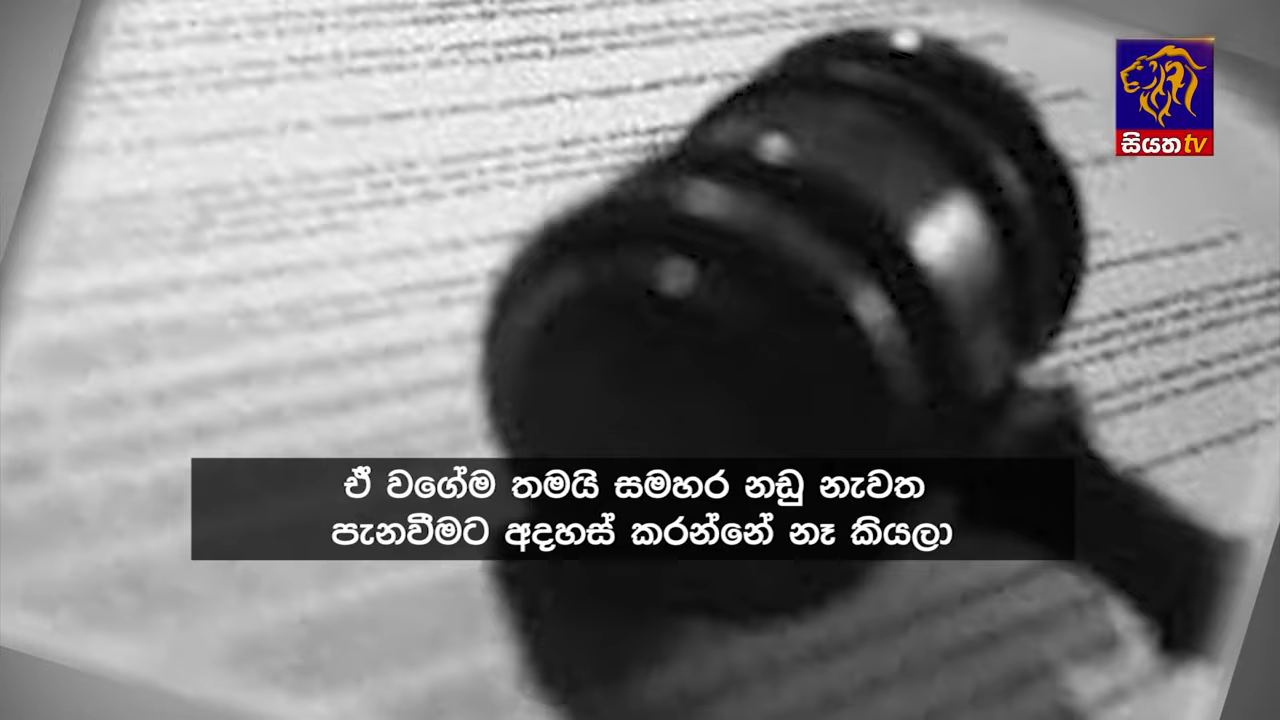 සියත tv
ඒ වගේම තමයි සමහර නඩු නැවත
පැනවීමට අදහස් කරන්නේ නෑ කියලා